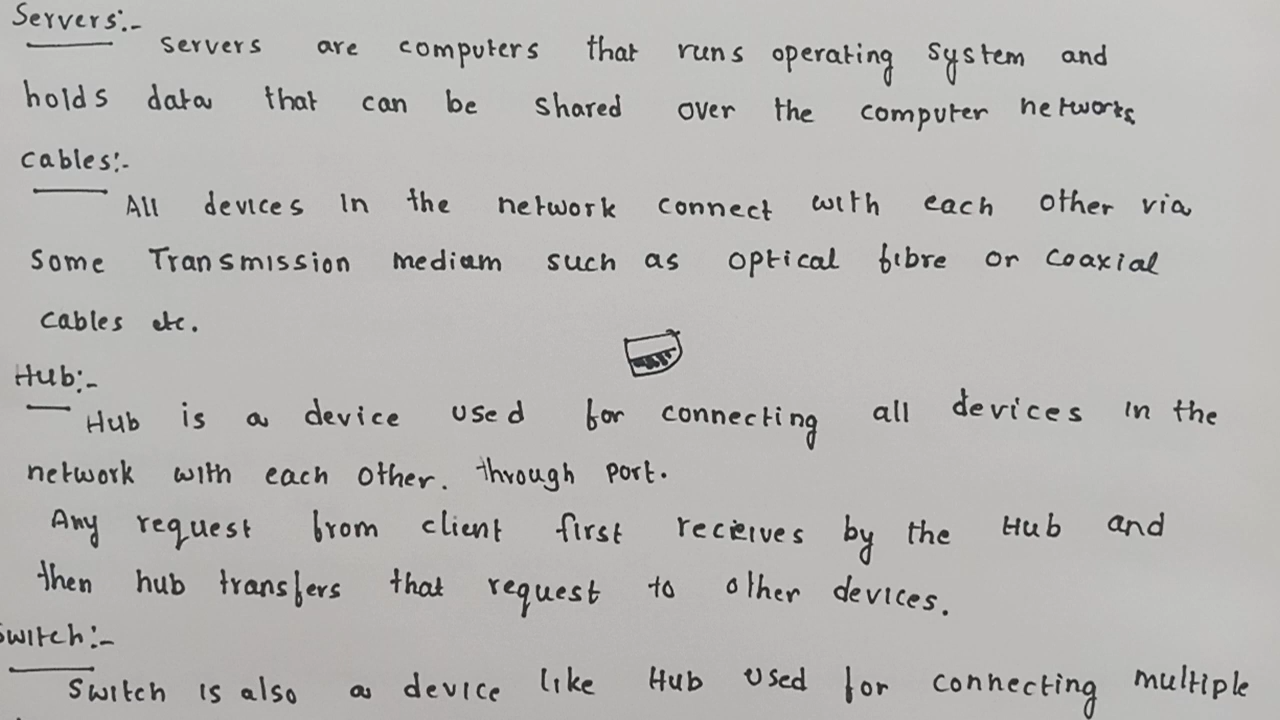 Servers:-
servers are computers that runs operating system and
holds data that can be shared over the computer networks
cables:-
All devices in the network connect with each other via
some Transmission medium such as optical fibre or coaxial
cables etc.
Hub:-
Hub is a device used for connecting all devices in the
network with each other. through port.
Any request from client first recieves by the Hub and
then hub transfers that request to other devices.
Switch:-
Switch is also a device like Hub used for connecting multiple